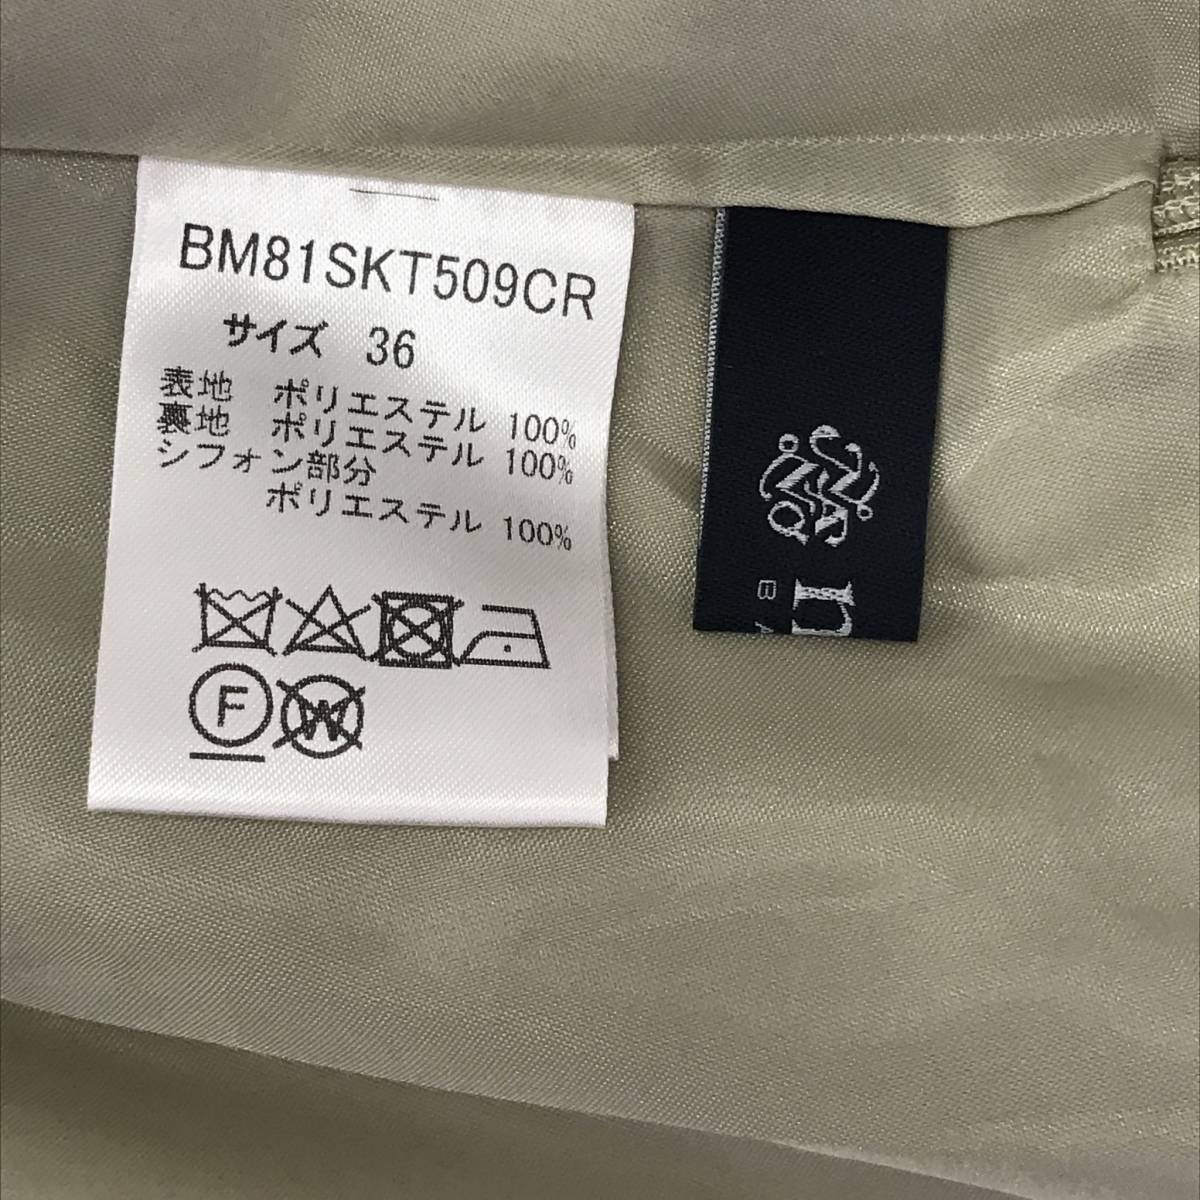 BM81SKT509CR
サイズ 36
表地 ポリエステル 100%
裏地 ポリエステル 100%
シフォン部分
ポリエステル 100%
F
W